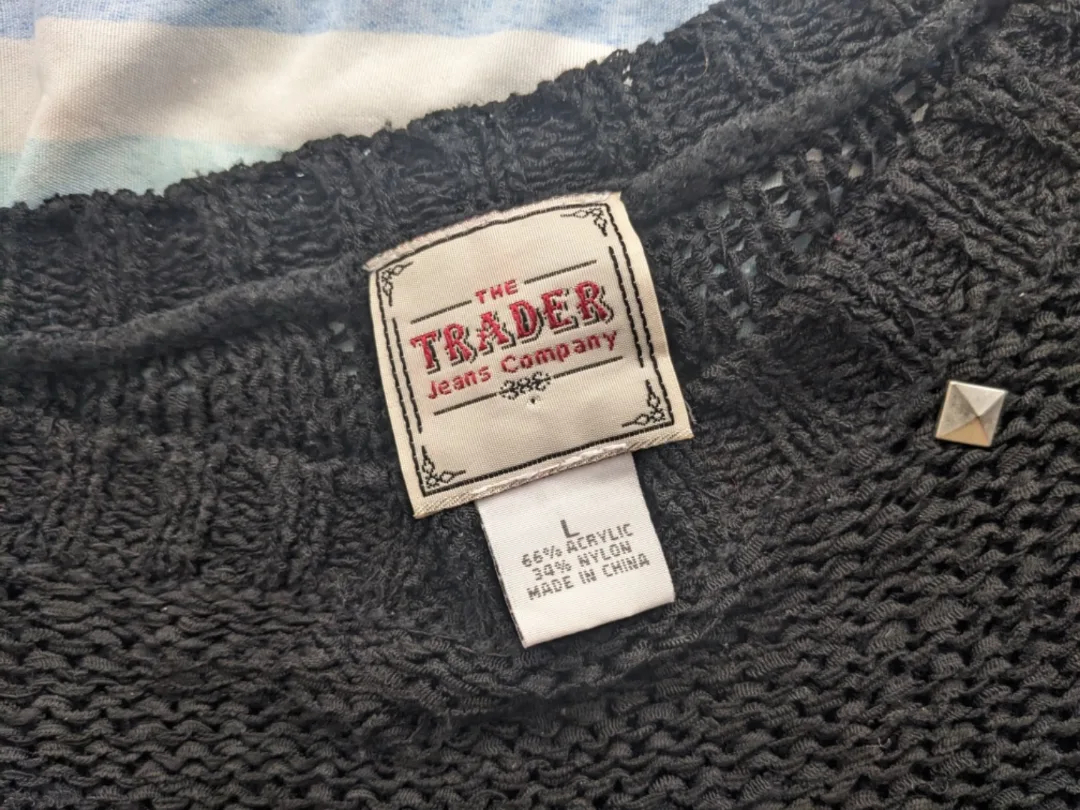 THE
TRADER
Jeans Company
L
66% ACRYLIC
34% NYLON
MADE IN CHINA